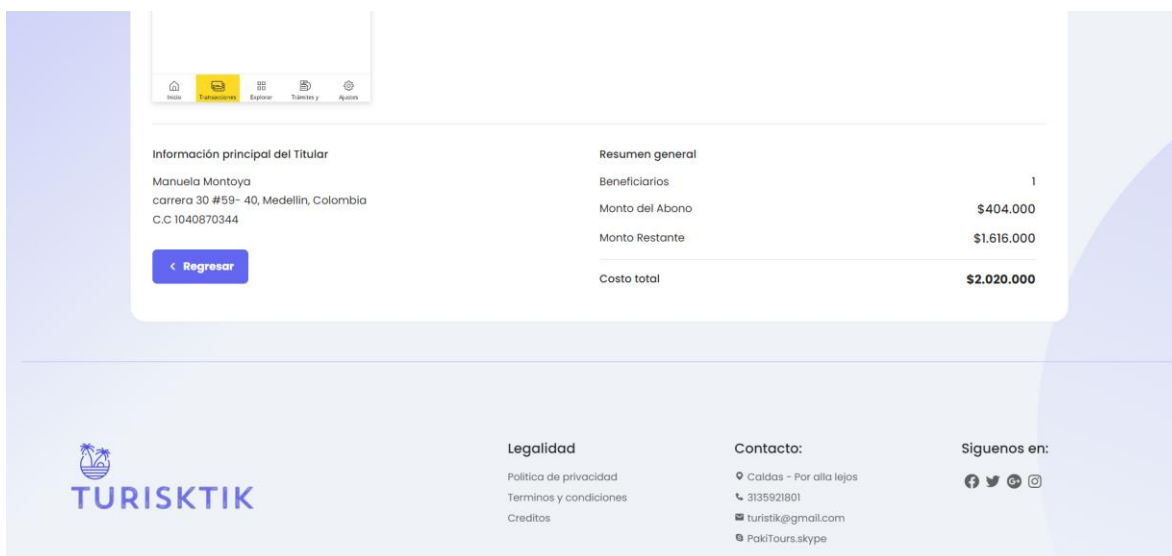 Inicio Transacciones Explorar Trámites y Ajustes
Información principal del Titular
Manuela Montoya
carrera 30 #59- 40, Medellin, Colombia
C.C 1040870344
< Regresar
Resumen general
Beneficiarios 1
Monto del Abono $404.000
Monto Restante $1.616.000
Costo total $2.020.000
TURISKTIK
Legalidad
Politica de privacidad
Terminos y condiciones
Creditos
Contacto:
Caldas - Por alla lejos
3135921801
turistik@gmail.com
PakiTours.skype
Siguenos en: